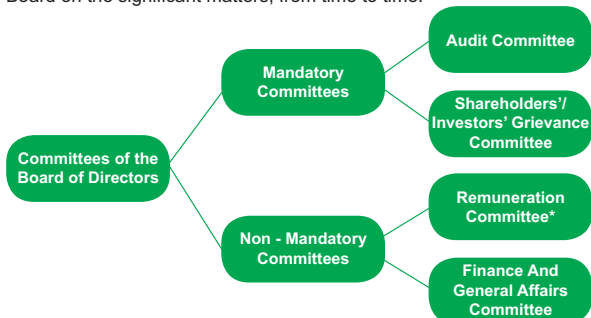 Board on the significant matters, from time to time.
Audit Committee
Mandatory
Committees
Shareholders’/
Investors’ Grievance
Committee
Committees of the
Board of Directors
Remuneration
Committee*
Non - Mandatory
Committees
Finance And
General Affairs
Committee